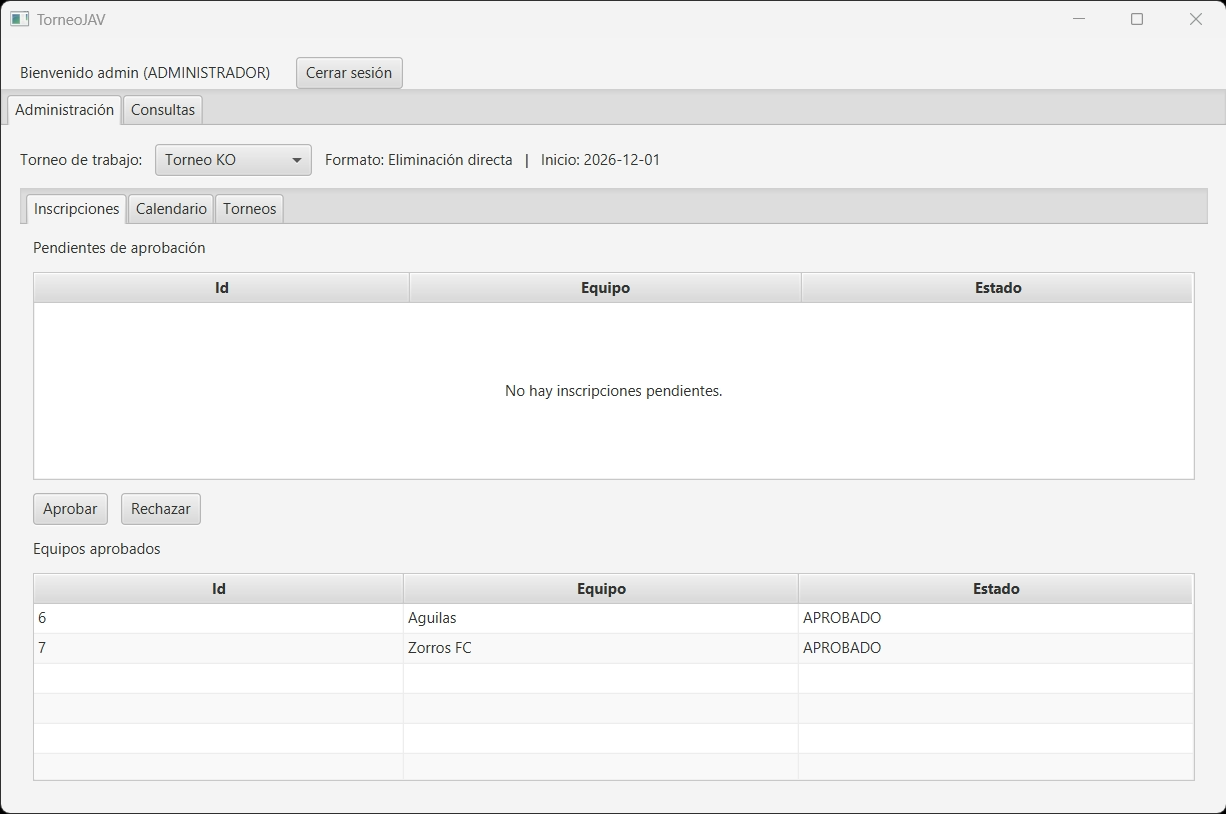 TorneoJAV
Bienvenido admin (ADMINISTRADOR) Cerrar sesión
Administración Consultas
Torneo de trabajo: Torneo KO Formato: Eliminación directa | Inicio: 2026-12-01
Inscripciones Calendario Torneos
Pendientes de aprobación
Id Equipo Estado
No hay inscripciones pendientes.
Aprobar Rechazar
Equipos aprobados
Id Equipo Estado
6 Aguilas APROBADO
7 Zorros FC APROBADO